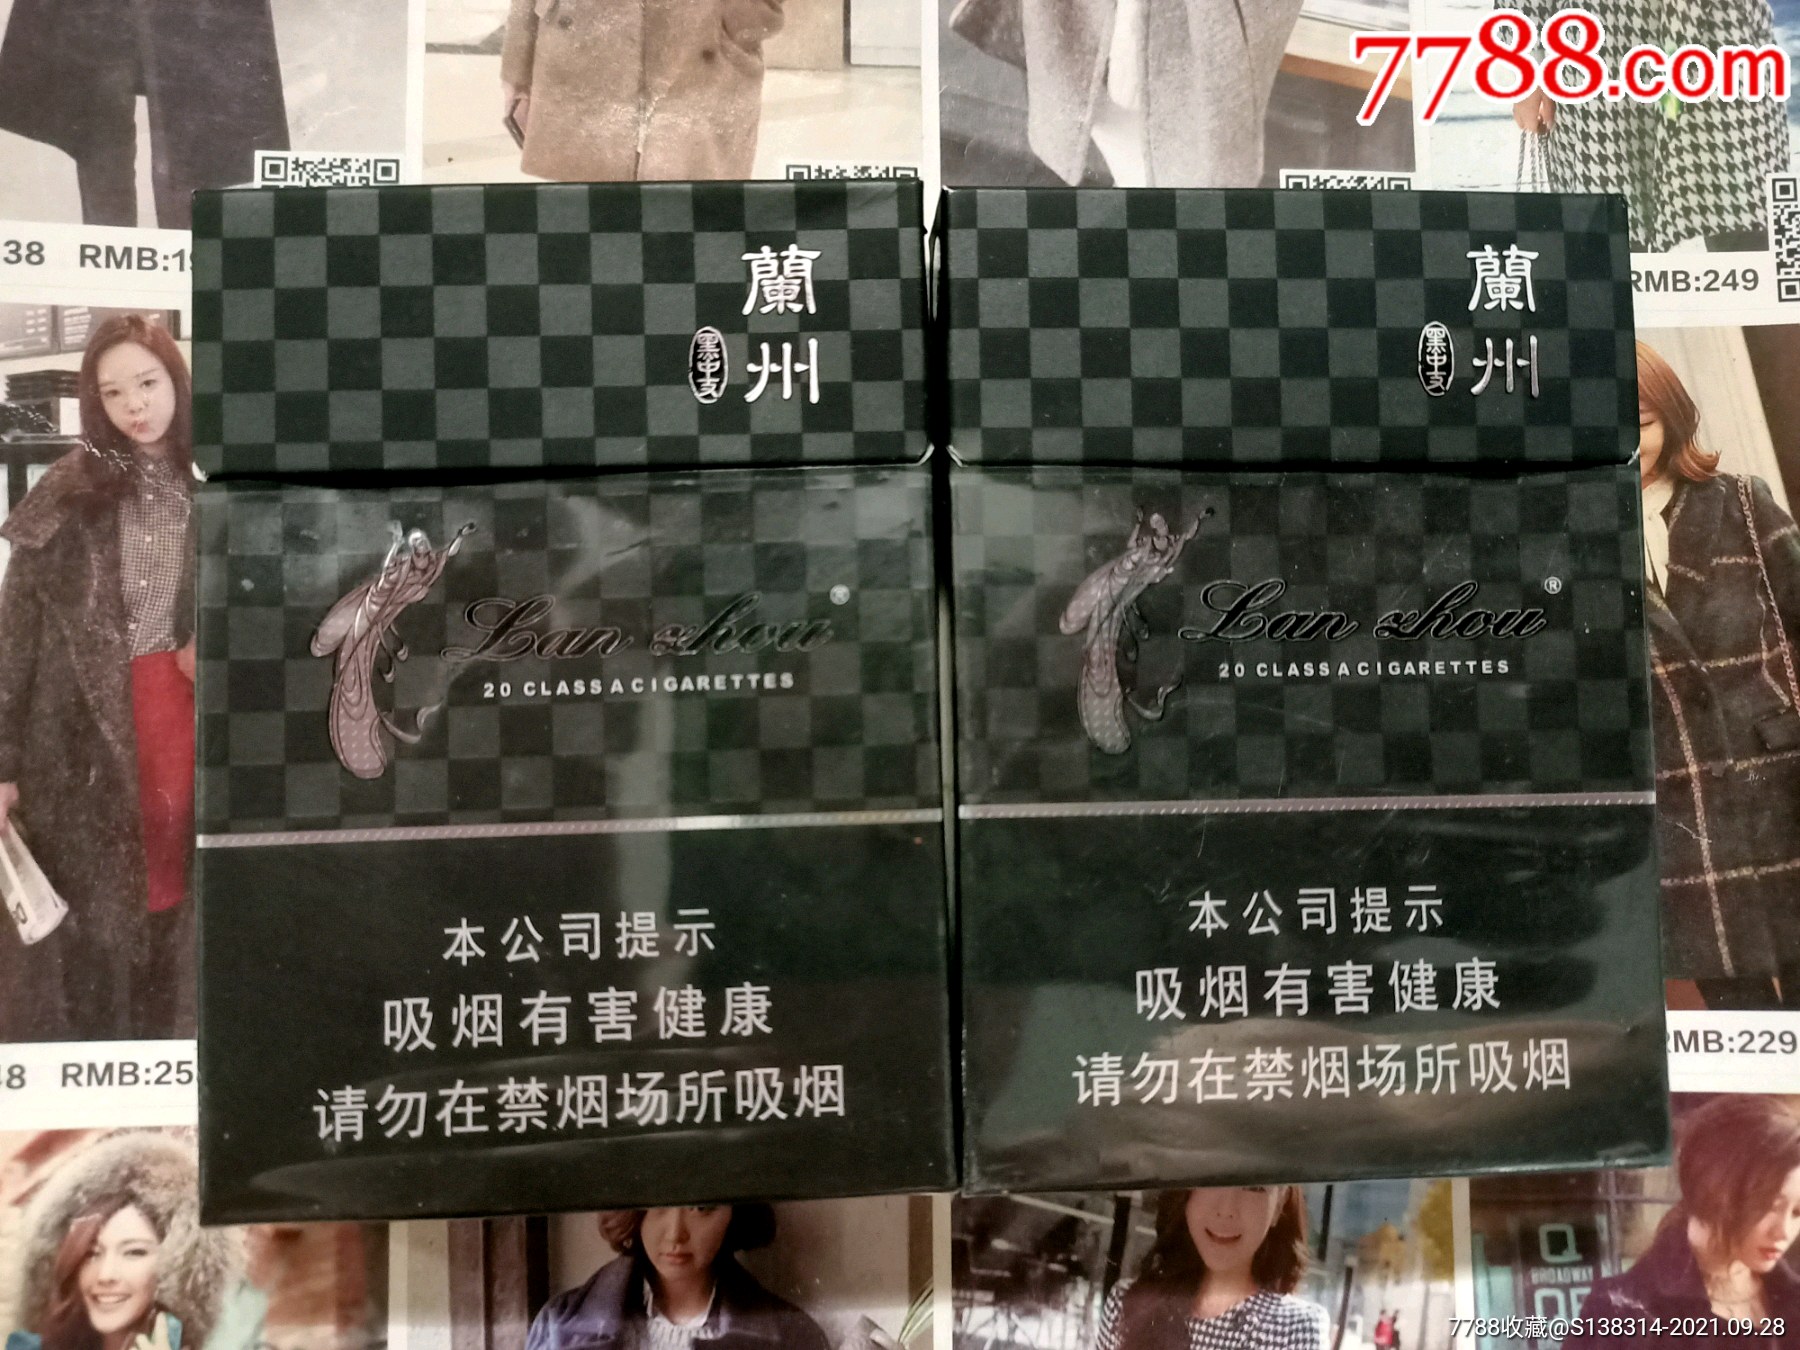 7788.com
38 RMB:19
RMB:249
蘭州
黑中支
蘭州
黑中支
Lan zhou ®
20 CLASS A CIGARETTES
Lan zhou ®
20 CLASS A CIGARETTES
本公司提示
吸烟有害健康
请勿在禁烟场所吸烟
本公司提示
吸烟有害健康
请勿在禁烟场所吸烟
48 RMB:25
RMB:229
Q
BROADWAY
7788收藏@S138314-2021.09.28